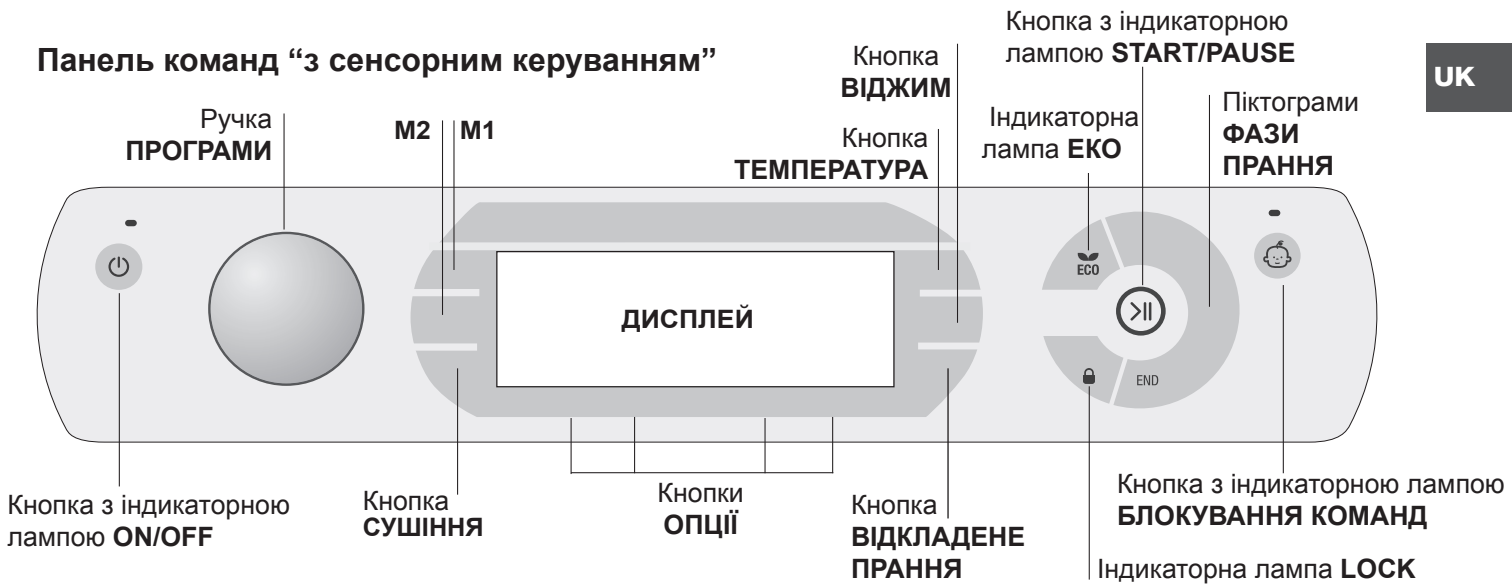 Панель команд “з сенсорним керуванням”
UK
Ручка
ПРОГРАМИ
M2
M1
Кнопка
ВІДЖИМ
Кнопка
ТЕМПЕРАТУРА
Кнопка з індикаторною
лампою START/PAUSE
Індикаторна
лампа ЕКО
Піктограми
ФАЗИ
ПРАННЯ
ECO
ДИСПЛЕЙ
END
Кнопка з індикаторною
лампою ON/OFF
Кнопка
СУШІННЯ
Кнопки
ОПЦІЇ
Кнопка
ВІДКЛАДЕНЕ
ПРАННЯ
Кнопка з індикаторною лампою
БЛОКУВАННЯ КОМАНД
Індикаторна лампа LOCK